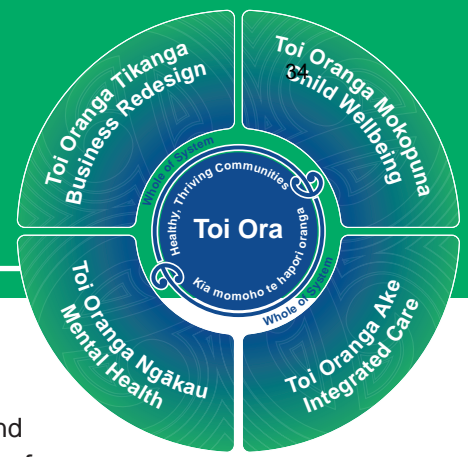 Toi Oranga Tikanga
Business Redesign
Toi Oranga Mokopuna
Child Wellbeing
34
Whole of System
Healthy, Thriving Communities
Toi Ora
Kia momoho te hapori oranga
Whole of System
Toi Oranga Ngākau
Mental Health
Toi Oranga Ake
Integrated Care
nd